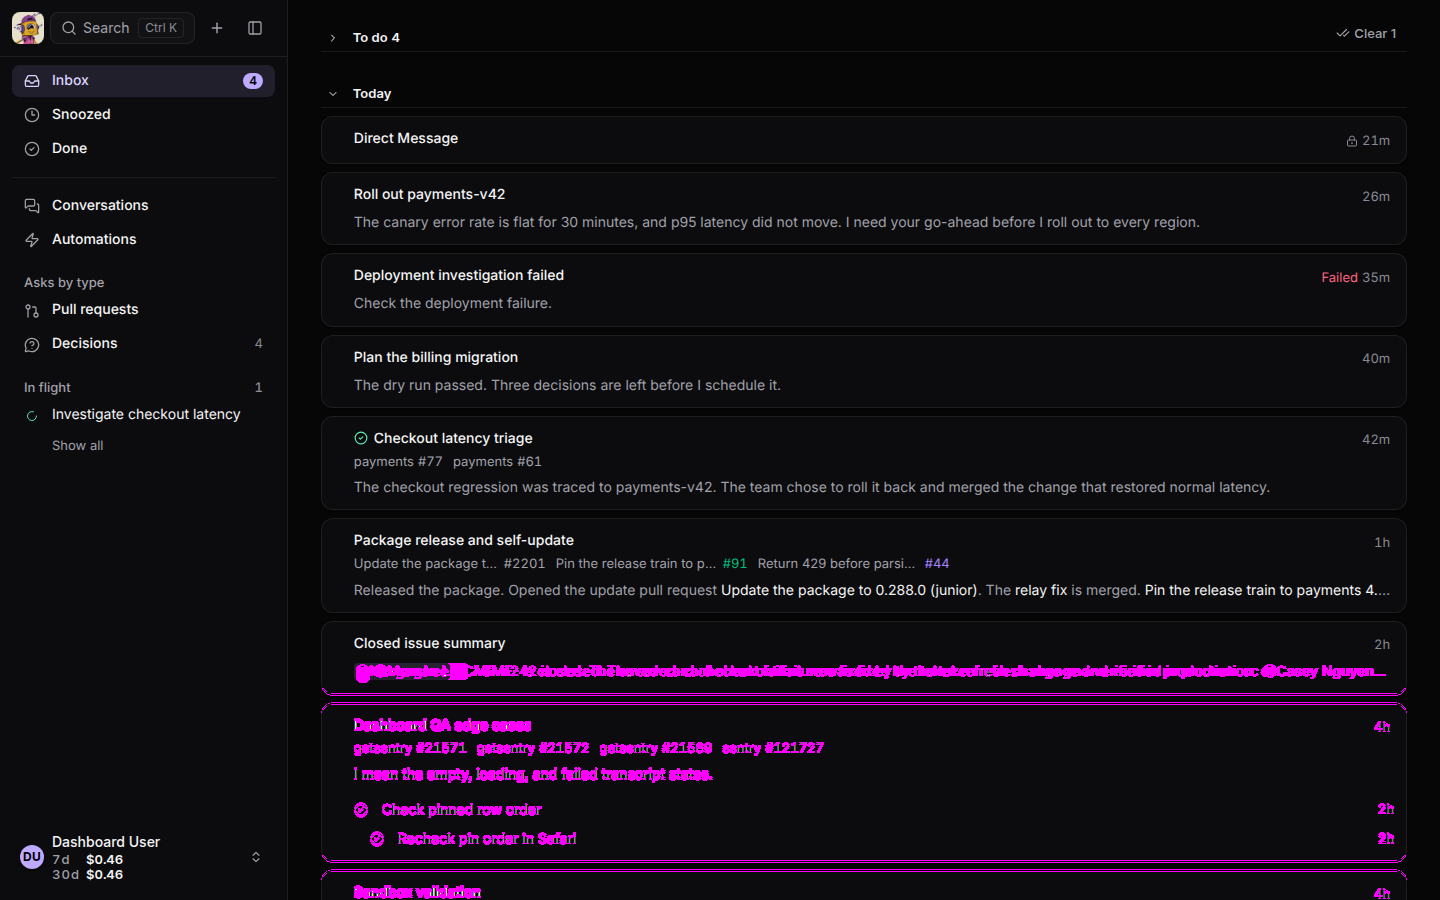 Search Ctrl K
Inbox 4
Snoozed
Done
Conversations
Automations
Asks by type
Pull requests
Decisions 4
In flight 1
Investigate checkout latency
Show all
DU Dashboard User
7d $0.46
30d $0.46
To do 4 Clear 1
Today
Direct Message 21m
Roll out payments-v42 26m
The canary error rate is flat for 30 minutes, and p95 latency did not move. I need your go-ahead before I roll out to every region.
Deployment investigation failed Failed 35m
Check the deployment failure.
Plan the billing migration 40m
The dry run passed. Three decisions are left before I schedule it.
Checkout latency triage 42m
payments #77 payments #61
The checkout regression was traced to payments-v42. The team chose to roll it back and merged the change that restored normal latency.
Package release and self-update 1h
Update the package t... #2201 Pin the release train to p... #91 Return 429 before parsi... #44
Released the package. Opened the update pull request Update the package to 0.288.0 (junior). The relay fix is merged. Pin the release train to payments 4....
Closed issue summary 2h
Casey Nguyen
Dashboard QA edge cases 4h
getsentry #21571 getsentry #21572 getsentry #21589 sentry #121727
I mean the empty, loading, and failed transcript states.
Check pinned row order 2h
Recheck pin order in Safari 2h
Sandbox validation 4h